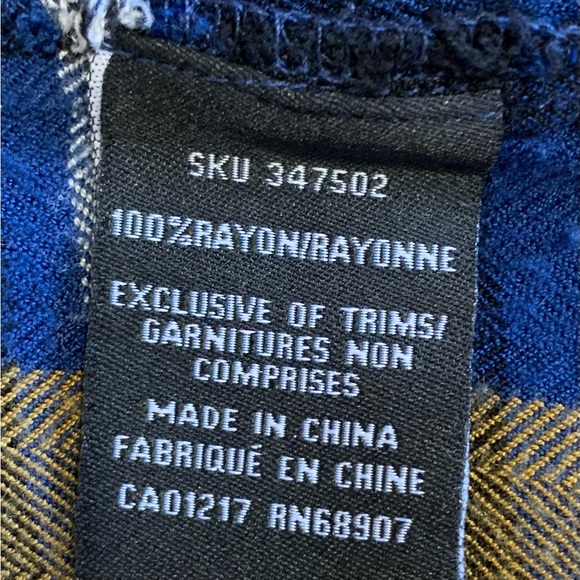 SKU 347502
100%RAYON/RAYONNE
EXCLUSIVE OF TRIMS/
GARNITURES NON
COMPRISES
MADE IN CHINA
FABRIQUÉ EN CHINE
CA01217 RN68907